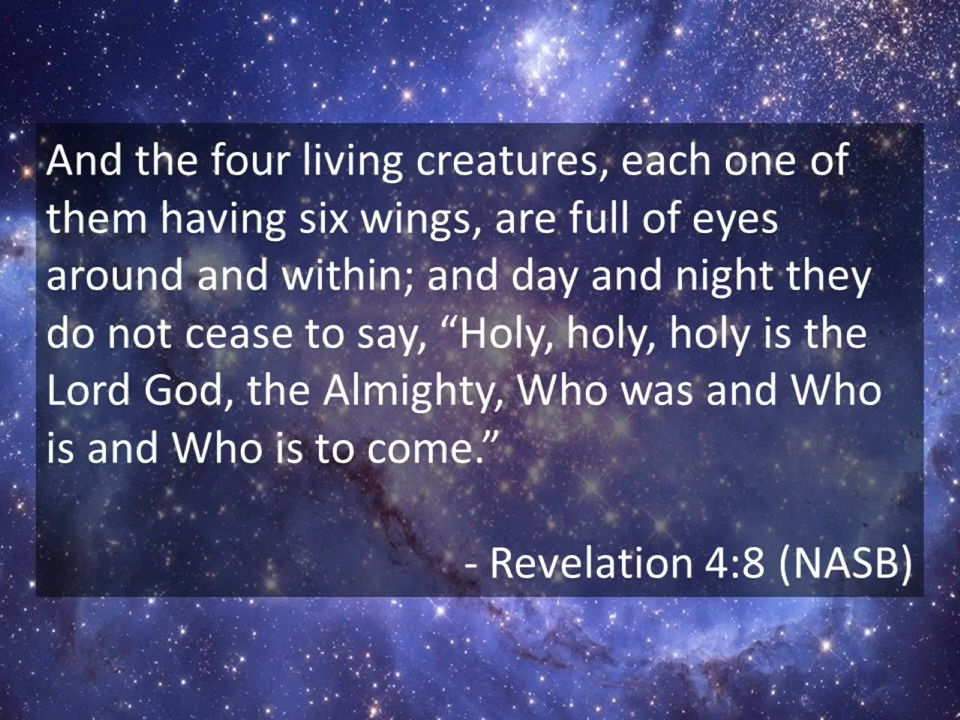 And the four living creatures, each one of
them having six wings, are full of eyes
around and within; and day and night they
do not cease to say, “Holy, holy, holy is the
Lord God, the Almighty, Who was and Who
is and Who is to come.”
- Revelation 4:8 (NASB)